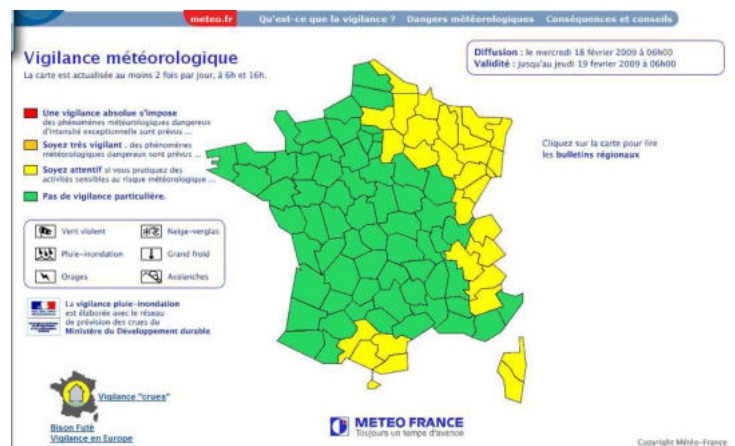 meteo.fr Qu'est-ce que la vigilance ? Dangers météorologiques Conséquences et conseils
Vigilance météorologique
La carte est actualisée au moins 2 fois par jour, à 6h et 16h.
Diffusion : le mercredi 18 février 2009 à 06h00
Validité : jusqu'au jeudi 19 fevrier 2009 à 06h00
Une vigilance absolue s'impose
des phénomènes météorologiques dangereux
d'intensité exceptionnelle sont prévus ...
Soyez très vigilant , des phénomènes
météorologiques dangereux sont prévus ...
Soyez attentif si vous pratiquez des
activités sensibles au risque météorologique ...
Pas de vigilance particulière.
Cliquez sur la carte pour lire
les bulletins régionaux
Vent violent
Neige-verglas
Pluie-inondation
Grand froid
Orages
Avalanches
La vigilance pluie-inondation
est élaborée avec le réseau
de prévision des crues du
Ministère du Développement durable
Vigilance "crues"
Bison Futé
Vigilance en Europe
METEO FRANCE
Toujours un temps d'avance
Copyright Météo-France